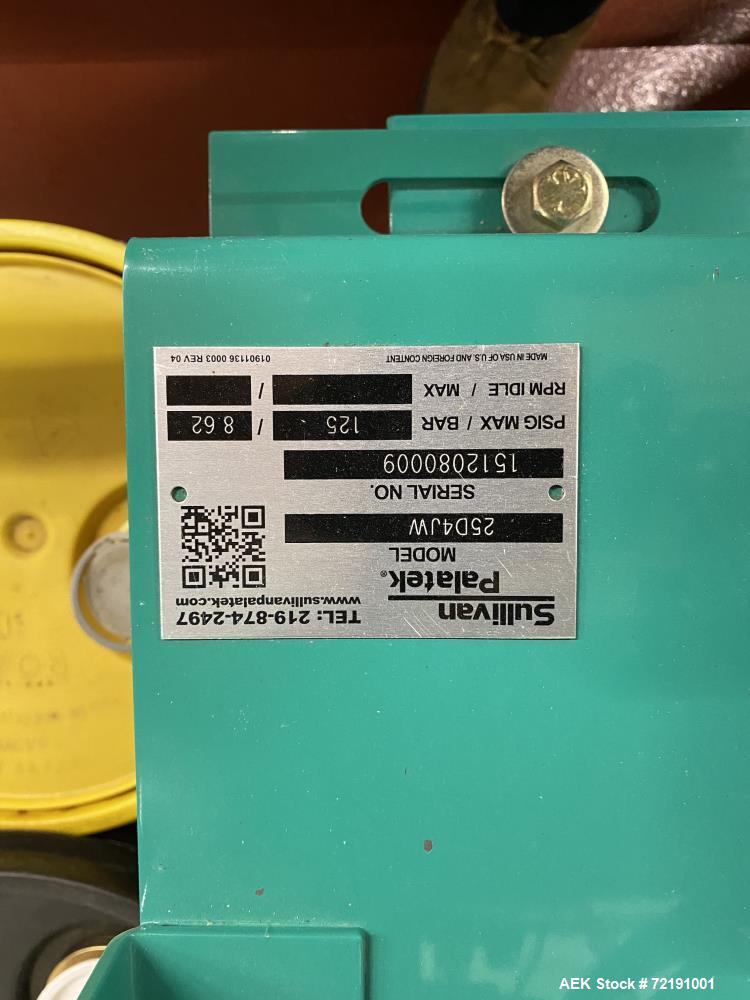 Sullivan
Palatek®
TEL: 219-874-2497
www.sullivanpalatek.com
MODEL
25D4JW
SERIAL NO.
1512080009
PSIG MAX / BAR 125 / 8.62
RPM IDLE / MAX /
MADE IN USA OF U.S. AND FOREIGN CONTENT
01901136 0003 REV 04
AEK Stock # 72191001